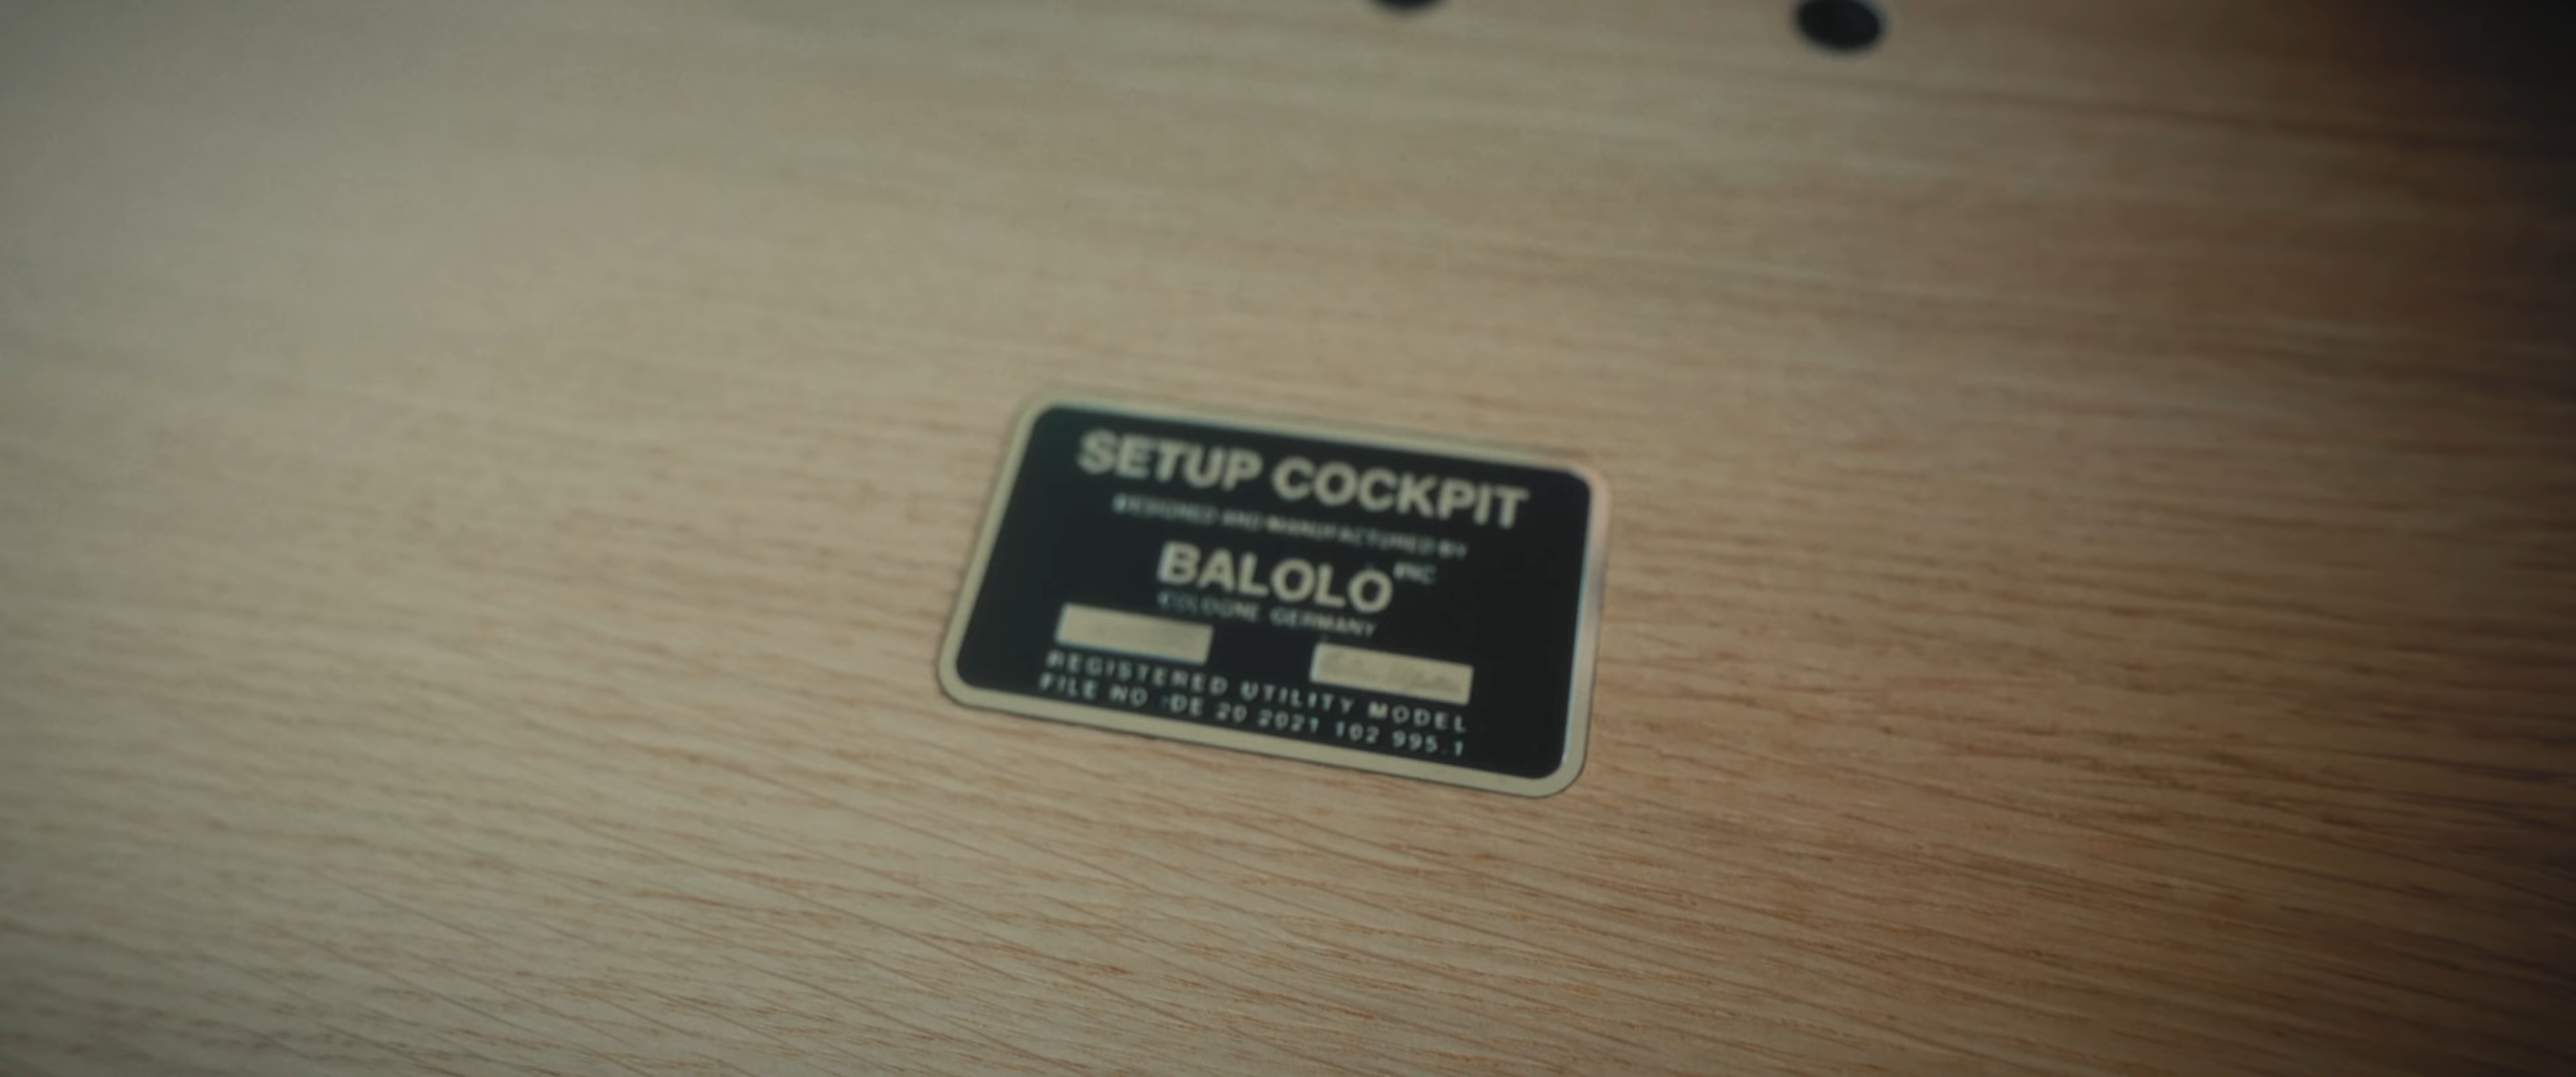 SETUP COCKPIT
DESIGNED AND MANUFACTURED BY
BALOLO INC
COLOGNE GERMANY
REGISTERED UTILITY MODEL
FILE NO :DE 20 2021 102 995.1